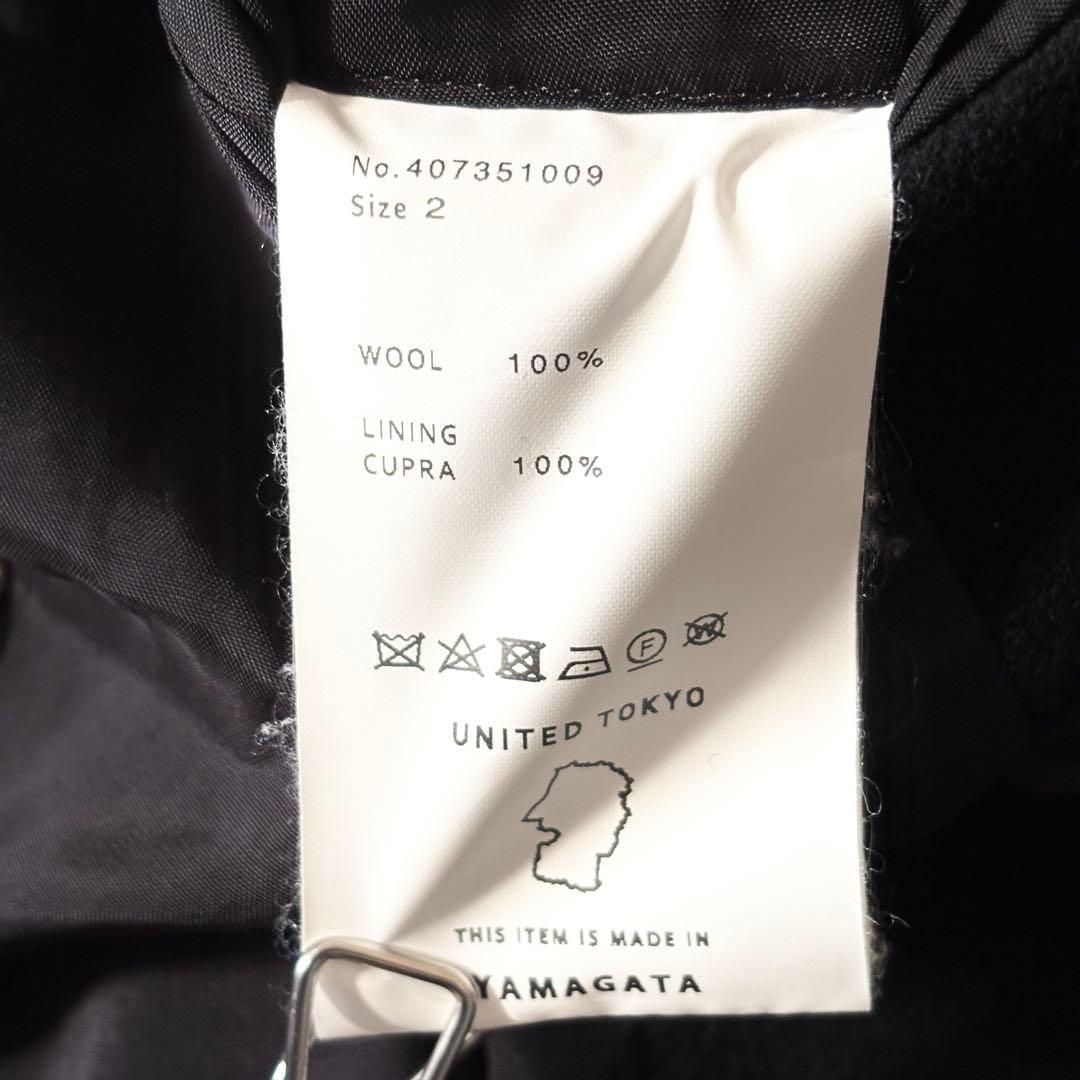 No.407351009
Size 2
WOOL 100%
LINING
CUPRA 100%
F W
UNITED TOKYO
THIS ITEM IS MADE IN
YAMAGATA